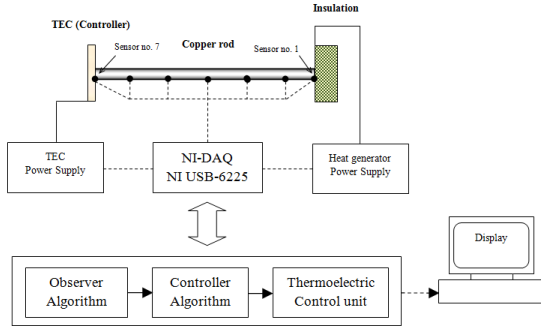 Insulation
TEC (Controller)
Sensor no. 7
Copper rod
Sensor no. 1
TEC
Power Supply
NI-DAQ
NI USB-6225
Heat generator
Power Supply
Display
Observer
Algorithm
Controller
Algorithm
Thermoelectric
Control unit